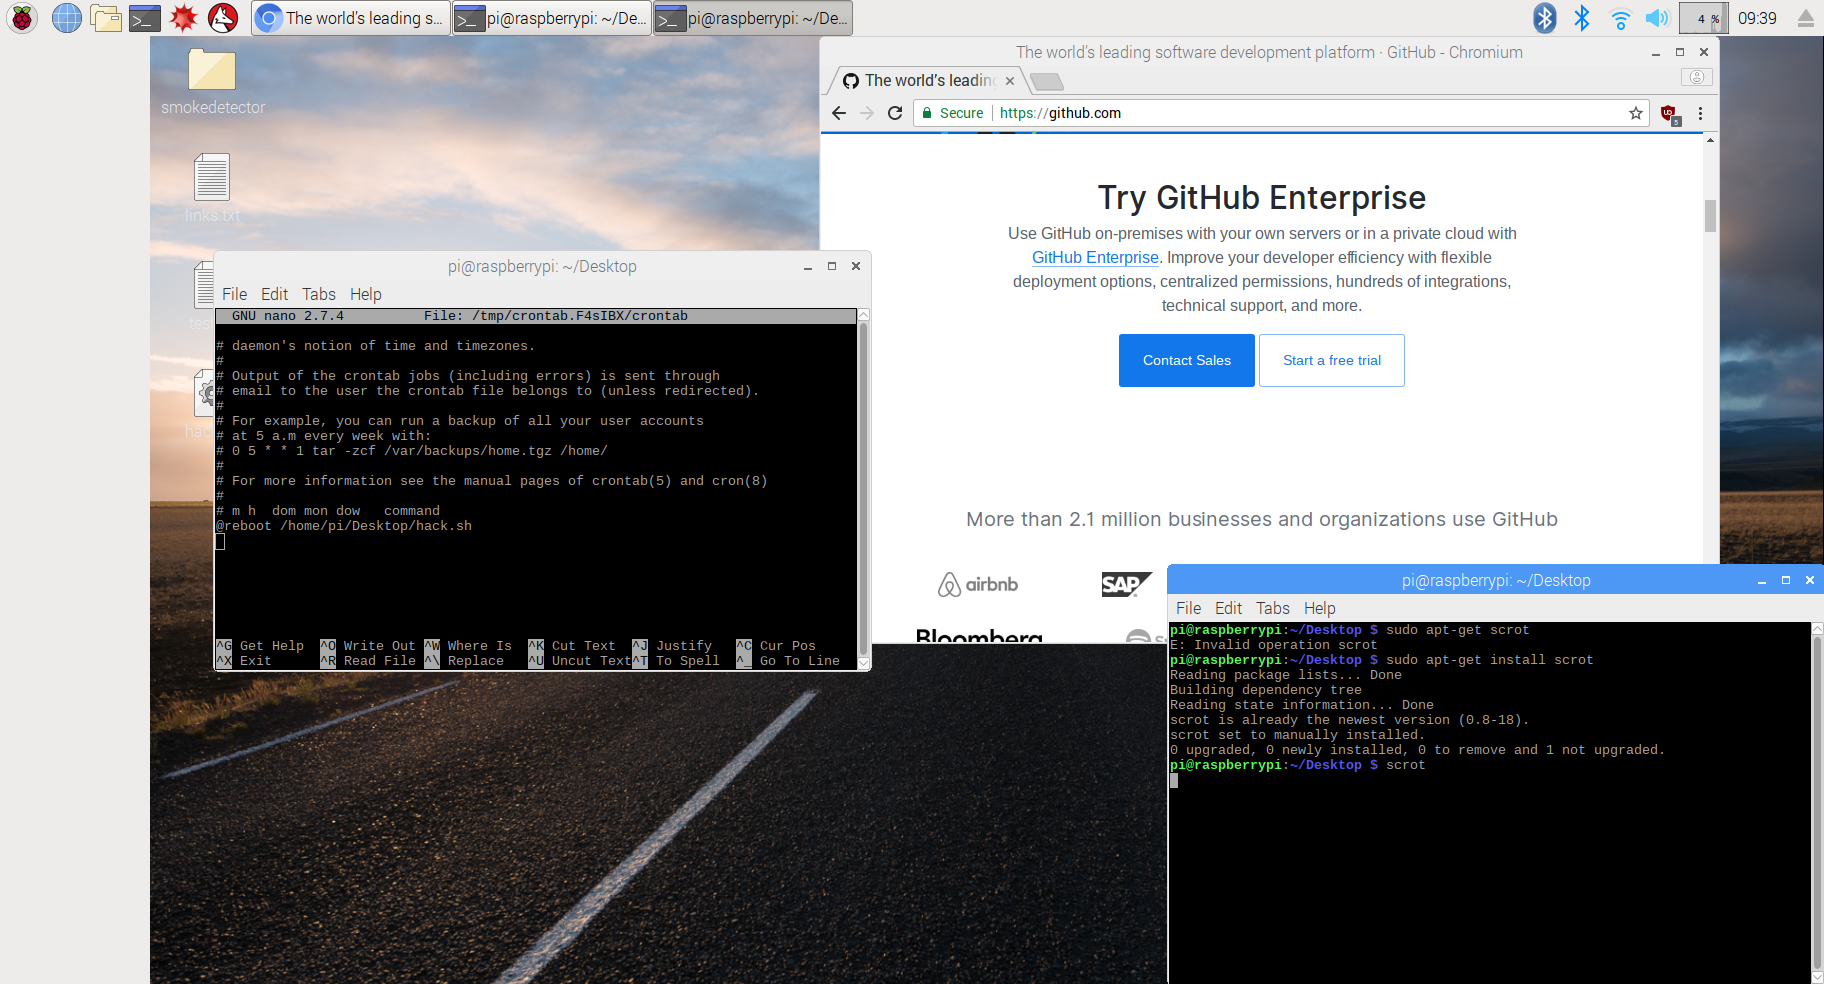 The world's leading s...
pi@raspberrypi: ~/De...
pi@raspberrypi: ~/De...
4 %
09:39
smokedetector
links.txt
The world's leading software development platform · GitHub - Chromium
The world's leading
Secure
https://github.com
Try GitHub Enterprise
Use GitHub on-premises with your own servers or in a private cloud with
GitHub Enterprise. Improve your developer efficiency with flexible
deployment options, centralized permissions, hundreds of integrations,
technical support, and more.
Contact Sales
Start a free trial
More than 2.1 million businesses and organizations use GitHub
airbnb
SAP
Bloomberg
pi@raspberrypi: ~/Desktop
File Edit Tabs Help
GNU nano 2.7.4 File: /tmp/crontab.F4sIBX/crontab
# daemon's notion of time and timezones.
#
# Output of the crontab jobs (including errors) is sent through
# email to the user the crontab file belongs to (unless redirected).
#
# For example, you can run a backup of all your user accounts
# at 5 a.m every week with:
# 0 5 * * 1 tar -zcf /var/backups/home.tgz /home/
#
# For more information see the manual pages of crontab(5) and cron(8)
#
# m h  dom mon dow   command
@reboot /home/pi/Desktop/hack.sh
^G Get Help ^O Write Out ^W Where Is ^K Cut Text ^J Justify ^C Cur Pos
^X Exit ^R Read File ^\ Replace ^U Uncut Text ^T To Spell ^_ Go To Line
pi@raspberrypi: ~/Desktop
File Edit Tabs Help
pi@raspberrypi:~/Desktop $ sudo apt-get scrot
E: Invalid operation scrot
pi@raspberrypi:~/Desktop $ sudo apt-get install scrot
Reading package lists... Done
Building dependency tree
Reading state information... Done
scrot is already the newest version (0.8-18).
scrot set to manually installed.
0 upgraded, 0 newly installed, 0 to remove and 1 not upgraded.
pi@raspberrypi:~/Desktop $ scrot